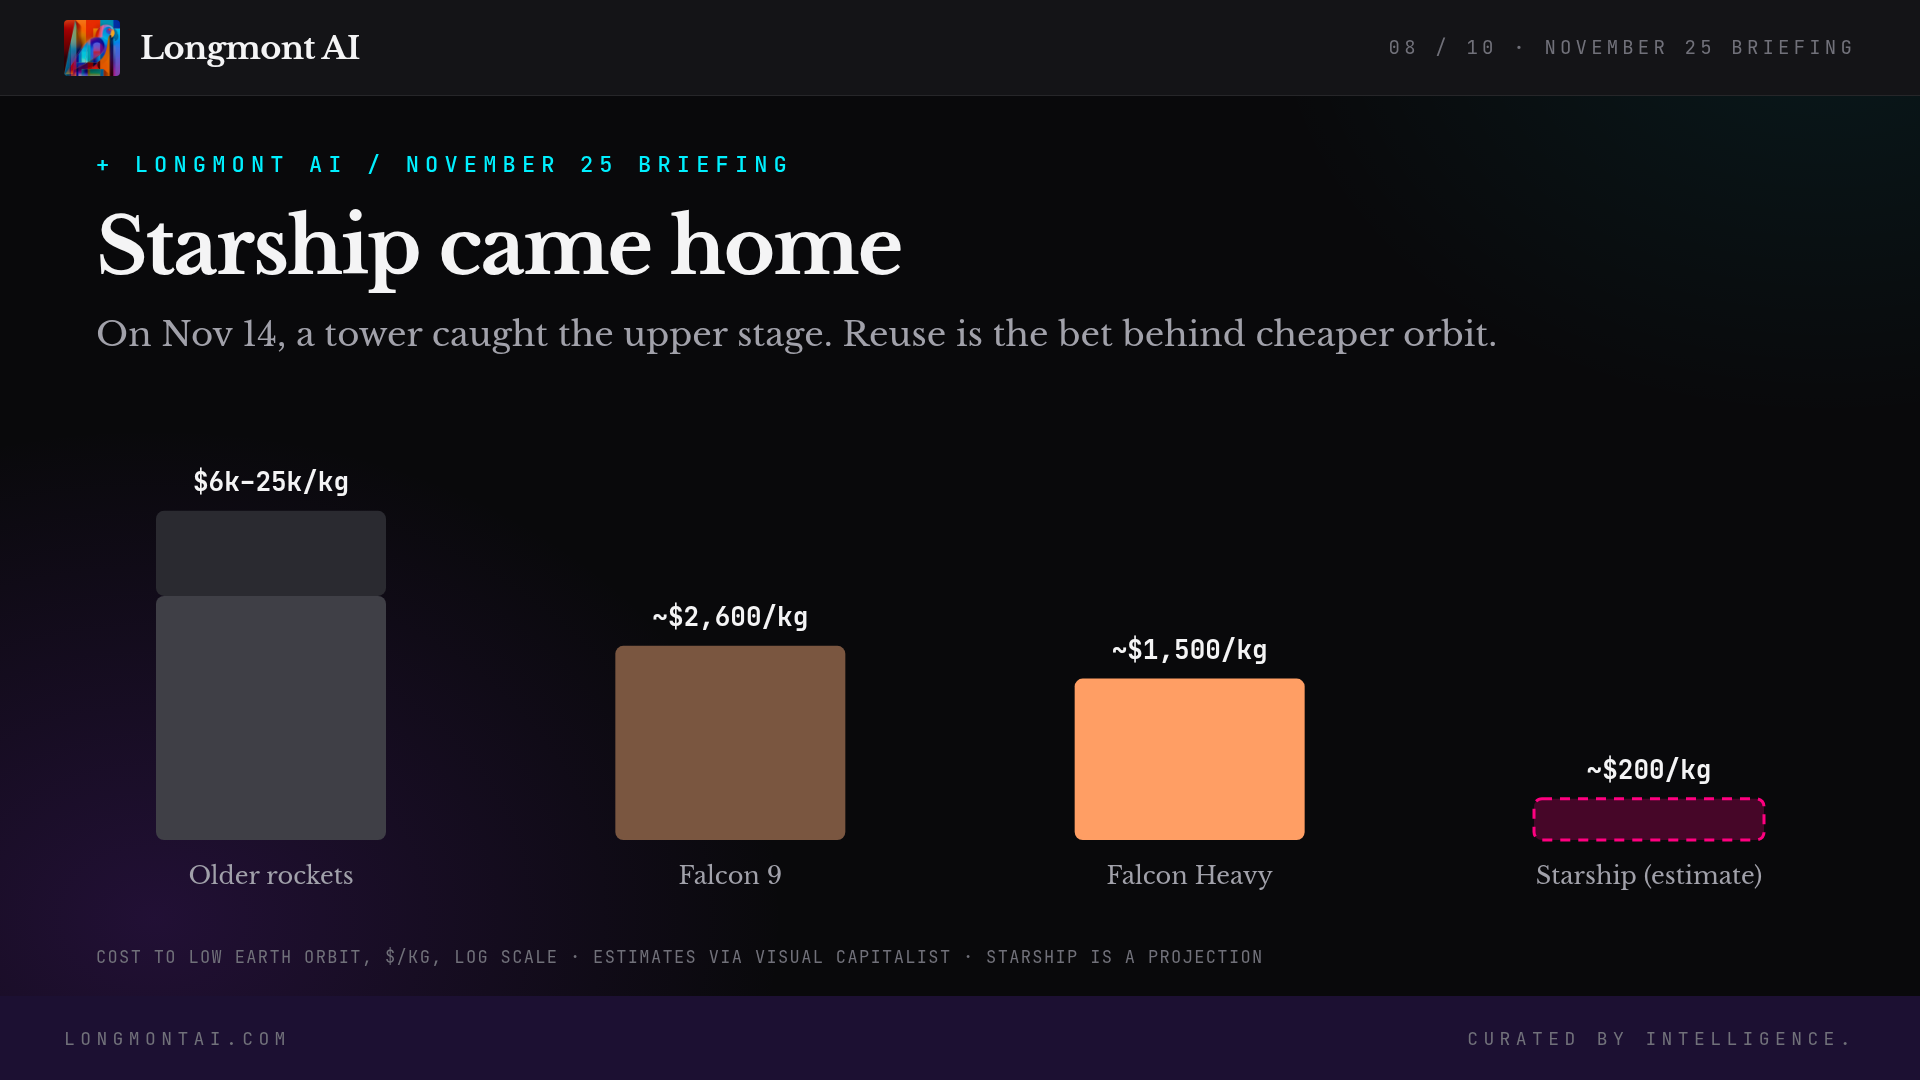 Longmont AI
08 / 10 · NOVEMBER 25 BRIEFING
+ LONGMONT AI / NOVEMBER 25 BRIEFING
Starship came home
On Nov 14, a tower caught the upper stage. Reuse is the bet behind cheaper orbit.
$6k–25k/kg
~$2,600/kg
~$1,500/kg
~$200/kg
Older rockets
Falcon 9
Falcon Heavy
Starship (estimate)
COST TO LOW EARTH ORBIT, $/KG, LOG SCALE · ESTIMATES VIA VISUAL CAPITALIST · STARSHIP IS A PROJECTION
LONGMONTAI.COM
CURATED BY INTELLIGENCE.